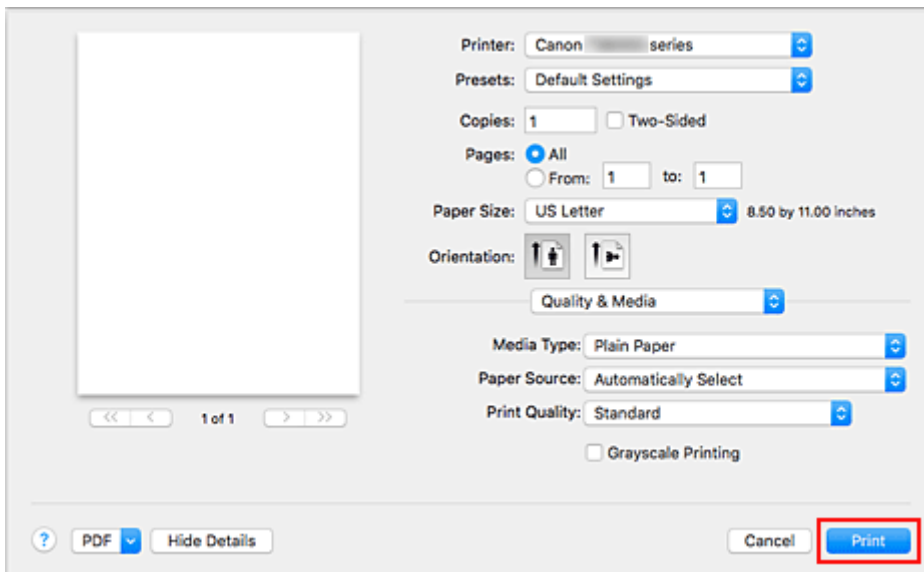 Printer: Canon series
Presets: Default Settings
Copies: 1 Two-Sided
Pages: All
From: 1 to: 1
Paper Size: US Letter 8.50 by 11.00 inches
Orientation:
Quality & Media
Media Type: Plain Paper
Paper Source: Automatically Select
Print Quality: Standard
Grayscale Printing
1 of 1
? PDF Hide Details Cancel Print